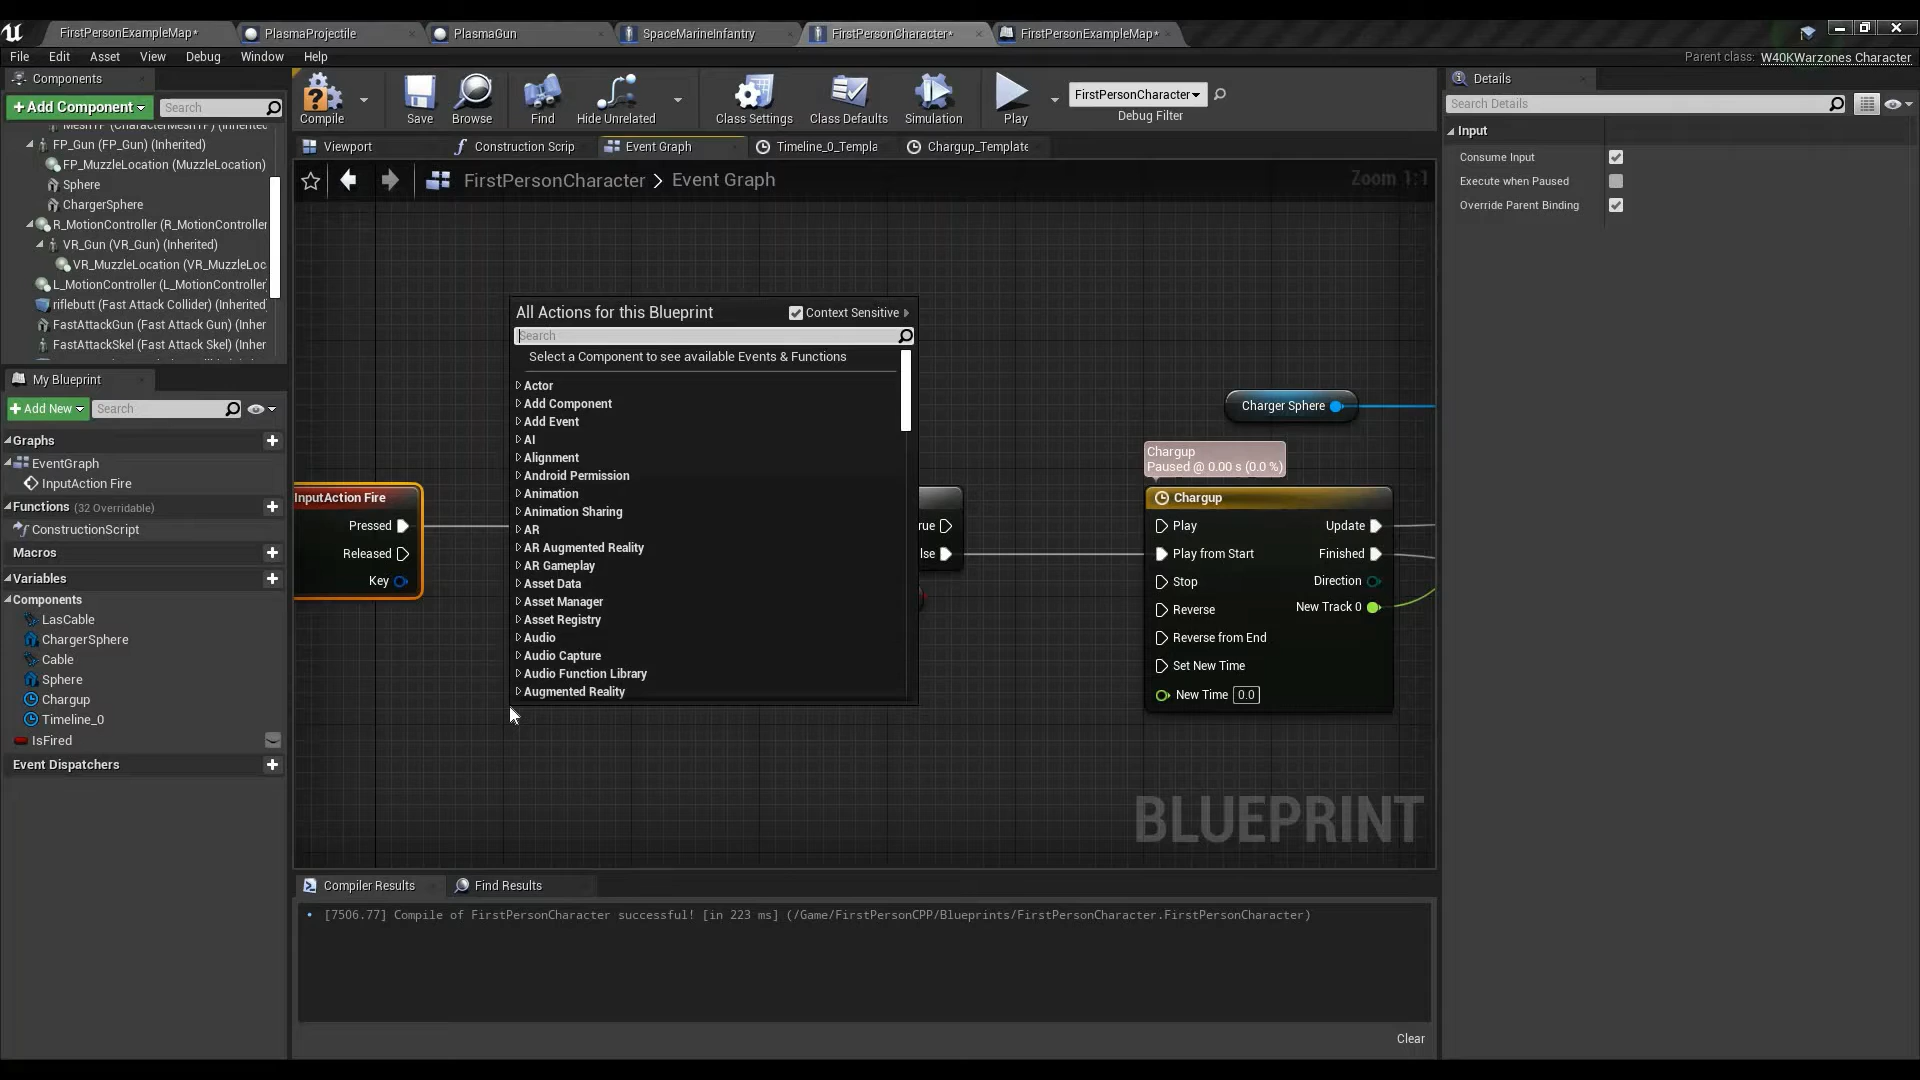 FirstPersonExampleMap*
PlasmaProjectile
PlasmaGun
SpaceMarineInfantry
FirstPersonCharacter*
FirstPersonExampleMap*
File Edit Asset View Debug Window Help
Parent class: W40KWarzones Character
Components
+Add Component
Search
FP_Gun (FP_Gun) (Inherited)
FP_MuzzleLocation (MuzzleLocation)
Sphere
ChargerSphere
R_MotionController (R_MotionController
VR_Gun (VR_Gun) (Inherited)
VR_MuzzleLocation (VR_MuzzleLoc
L_MotionController (L_MotionController
riflebutt (Fast Attack Collider) (Inherited
FastAttackGun (Fast Attack Gun) (Inher
FastAttackSkel (Fast Attack Skel) (Inher
My Blueprint
+Add New
Search
Graphs
EventGraph
InputAction Fire
Functions (32 Overridable)
ConstructionScript
Macros
Variables
Components
LasCable
ChargerSphere
Cable
Sphere
Chargup
Timeline_0
IsFired
Event Dispatchers
Compile
Save
Browse
Find
Hide Unrelated
Class Settings
Class Defaults
Simulation
Play
FirstPersonCharacter
Debug Filter
Viewport
Construction Scrip
Event Graph
Timeline_0_Templa
Chargup_Template
FirstPersonCharacter > Event Graph
Zoom 1:1
InputAction Fire
Pressed
Released
Key
All Actions for this Blueprint
Context Sensitive
Search
Select a Component to see available Events & Functions
Actor
Add Component
Add Event
AI
Alignment
Android Permission
Animation
Animation Sharing
AR
AR Augmented Reality
AR Gameplay
Asset Data
Asset Manager
Asset Registry
Audio
Audio Capture
Audio Function Library
Augmented Reality
rue
lse
Charger Sphere
Chargup
Paused @ 0.00 s (0.0 %)
Chargup
Play
Update
Play from Start
Finished
Stop
Direction
Reverse
New Track 0
Reverse from End
Set New Time
New Time 0.0
BLUEPRINT
Compiler Results
Find Results
[7506.77] Compile of FirstPersonCharacter successful! [in 223 ms] (/Game/FirstPersonCPP/Blueprints/FirstPersonCharacter.FirstPersonCharacter)
Clear
Details
Search Details
Input
Consume Input
Execute when Paused
Override Parent Binding